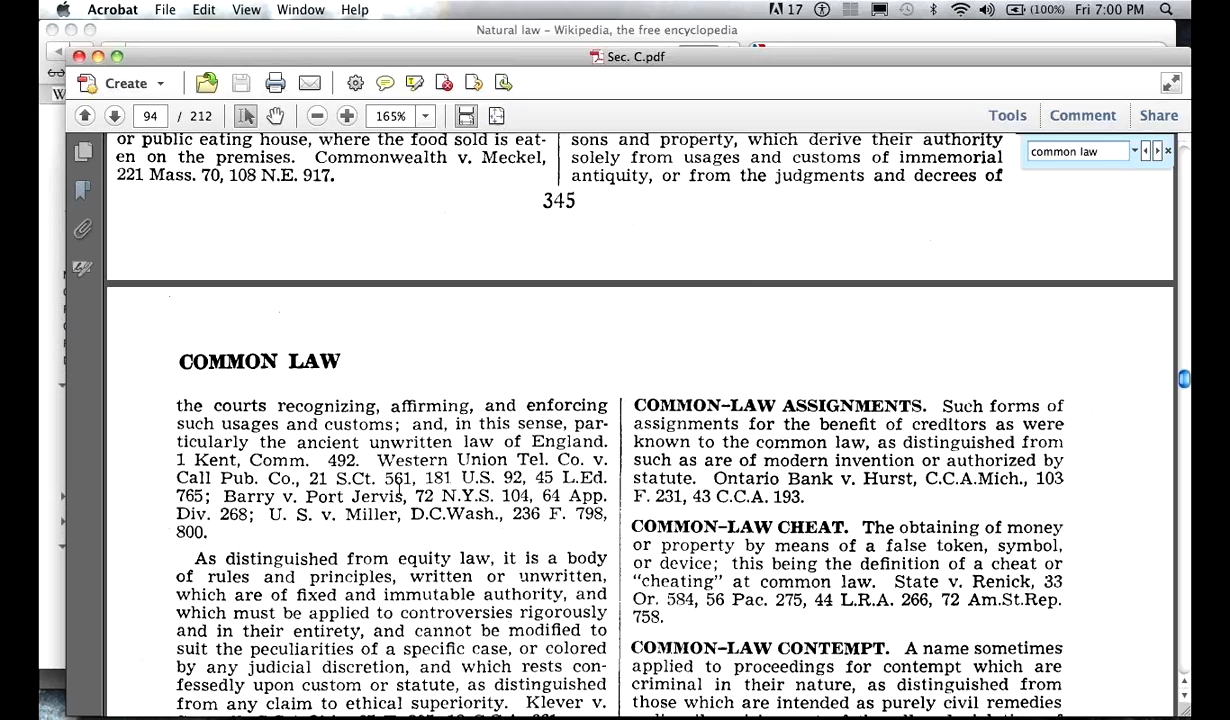 Acrobat File Edit View Window Help
17 (100%) Fri 7:00 PM
Natural law – Wikipedia, the free encyclopedia
Sec. C.pdf
Create
94 / 212 165% Tools Comment Share
common law
or public eating house, where the food sold is eat-
en on the premises. Commonwealth v. Meckel,
221 Mass. 70, 108 N.E. 917.
sons and property, which derive their authority
solely from usages and customs of immemorial
antiquity, or from the judgments and decrees of
345
COMMON LAW
the courts recognizing, affirming, and enforcing
such usages and customs; and, in this sense, par-
ticularly the ancient unwritten law of England.
1 Kent, Comm. 492. Western Union Tel. Co. v.
Call Pub. Co., 21 S.Ct. 561, 181 U.S. 92, 45 L.Ed.
765; Barry v. Port Jervis, 72 N.Y.S. 104, 64 App.
Div. 268; U. S. v. Miller, D.C.Wash., 236 F. 798,
800.
As distinguished from equity law, it is a body
of rules and principles, written or unwritten,
which are of fixed and immutable authority, and
which must be applied to controversies rigorously
and in their entirety, and cannot be modified to
suit the peculiarities of a specific case, or colored
by any judicial discretion, and which rests con-
fessedly upon custom or statute, as distinguished
from any claim to ethical superiority. Klever v.
COMMON–LAW ASSIGNMENTS. Such forms of
assignments for the benefit of creditors as were
known to the common law, as distinguished from
such as are of modern invention or authorized by
statute. Ontario Bank v. Hurst, C.C.A.Mich., 103
F. 231, 43 C.C.A. 193.
COMMON–LAW CHEAT. The obtaining of money
or property by means of a false token, symbol,
or device; this being the definition of a cheat or
“cheating” at common law. State v. Renick, 33
Or. 584, 56 Pac. 275, 44 L.R.A. 266, 72 Am.St.Rep.
758.
COMMON–LAW CONTEMPT. A name sometimes
applied to proceedings for contempt which are
criminal in their nature, as distinguished from
those which are intended as purely civil remedies